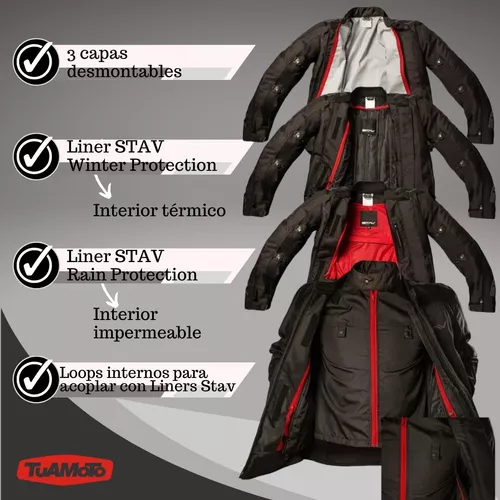 3 capas
desmontables
Liner STAV
Winter Protection
Interior térmico
Liner STAV
Rain Protection
Interior
impermeable
Loops internos para
acoplar con Liners Stav
TuAMoTo